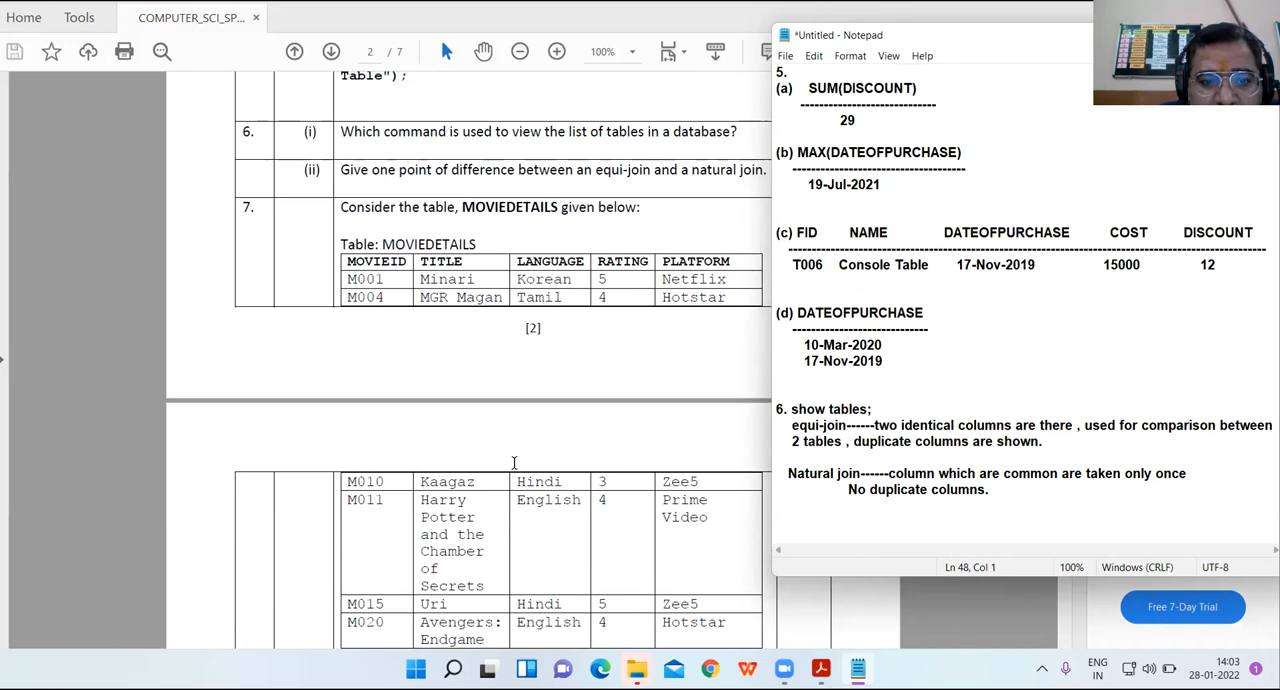 Home Tools COMPUTER_SCI_SP... ×
2 / 7 100%
Table");
6. (i) Which command is used to view the list of tables in a database?
(ii) Give one point of difference between an equi-join and a natural join.
7. Consider the table, MOVIEDETAILS given below:
Table: MOVIEDETAILS
MOVIEID TITLE LANGUAGE RATING PLATFORM
M001 Minari Korean 5 Netflix
M004 MGR Magan Tamil 4 Hotstar
[2]
M010 Kaagaz Hindi 3 Zee5
M011 Harry English 4 Prime
Potter Video
and the
Chamber
of
Secrets
M015 Uri Hindi 5 Zee5
M020 Avengers: English 4 Hotstar
Endgame
*Untitled - Notepad
File Edit Format View Help
5.
(a) SUM(DISCOUNT)
-------------------------------
29
(b) MAX(DATEOFPURCHASE)
---------------------------------------
19-Jul-2021
(c) FID NAME DATEOFPURCHASE COST DISCOUNT
-----------------------------------------------------------------------------------------------------------
T006 Console Table 17-Nov-2019 15000 12
(d) DATEOFPURCHASE
------------------------------
10-Mar-2020
17-Nov-2019
6. show tables;
equi-join------two identical columns are there , used for comparison between
2 tables , duplicate columns are shown.
Natural join------column which are common are taken only once
No duplicate columns.
Ln 48, Col 1 100% Windows (CRLF) UTF-8
Free 7-Day Trial
ENG
IN
14:03
28-01-2022
1